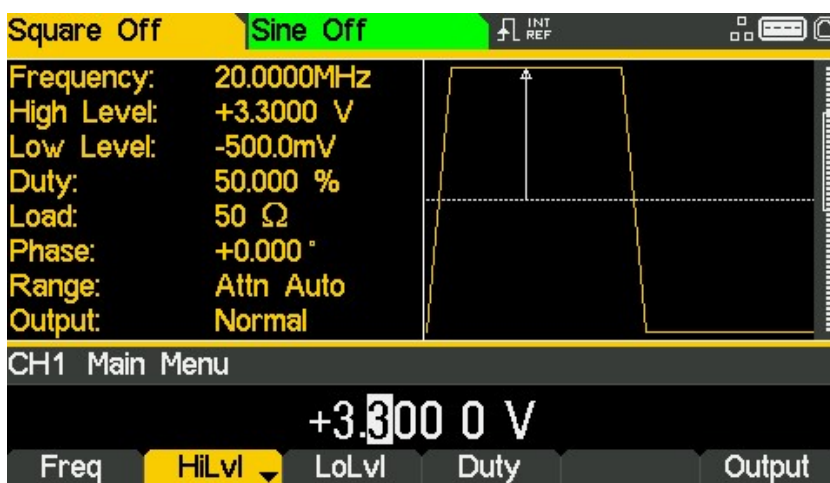 Square Off Sine Off INT REF
Frequency: 20.0000MHz
High Level: +3.3000 V
Low Level: -500.0mV
Duty: 50.000 %
Load: 50 Ω
Phase: +0.000 °
Range: Attn Auto
Output: Normal
CH1 Main Menu
+3.300 0 V
Freq HiLvl LoLvl Duty Output